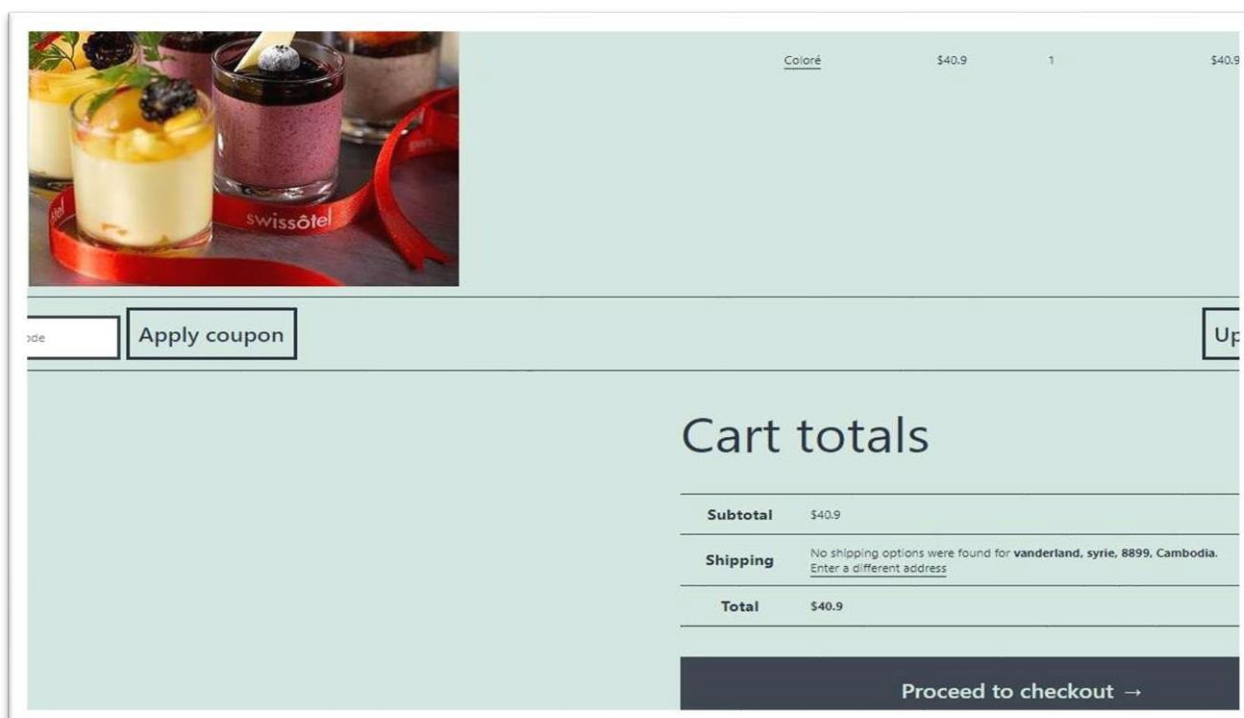 Coloré $40.9 1 $40.9
swissôtel
Apply coupon
Cart totals
Subtotal $40.9
Shipping No shipping options were found for vanderland, syrie, 8899, Cambodia.
Enter a different address
Total $40.9
Proceed to checkout →